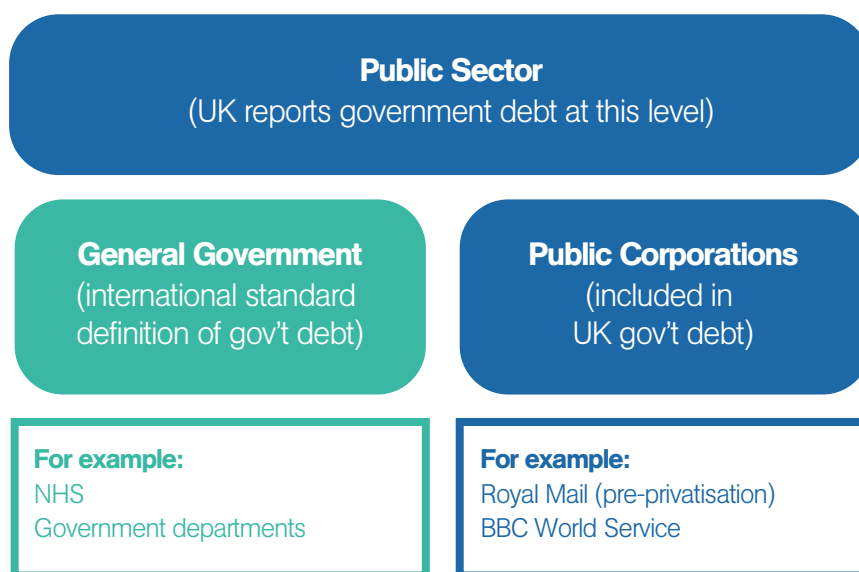 Public Sector
(UK reports government debt at this level)
General Government
(international standard
definition of gov’t debt)
Public Corporations
(included in
UK gov’t debt)
For example:
NHS
Government departments
For example:
Royal Mail (pre-privatisation)
BBC World Service